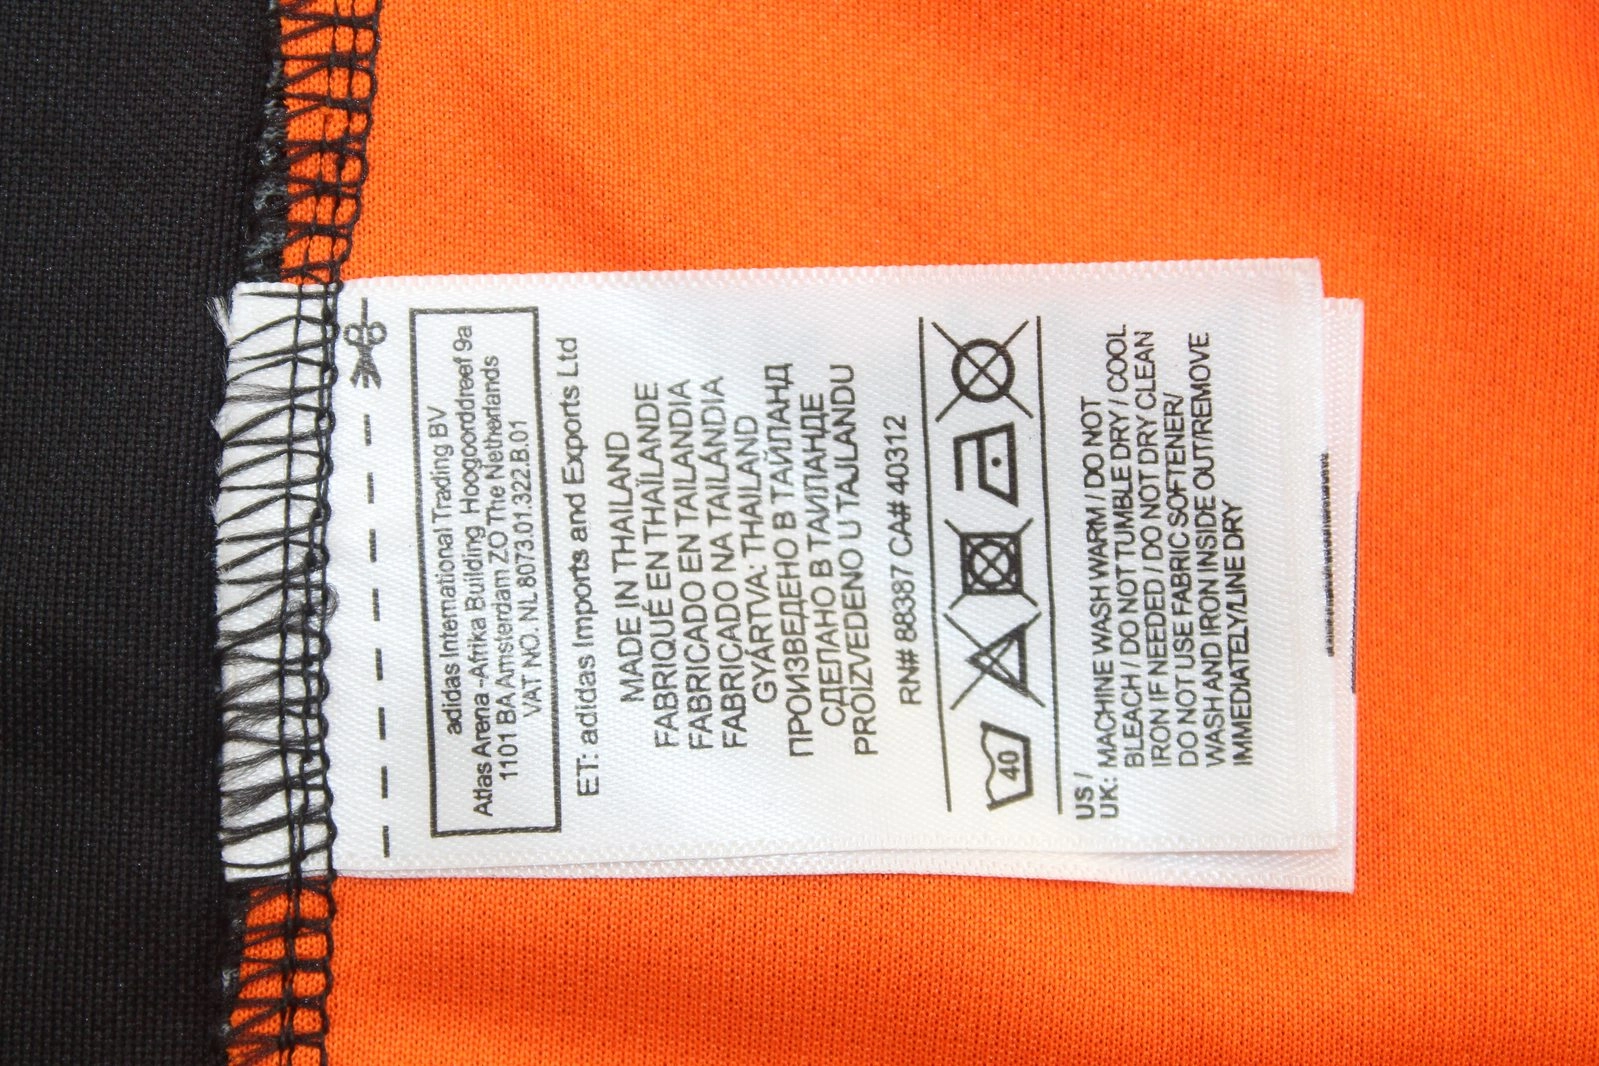 adidas International Trading BV
Atlas Arena -Afrika Building Hoogoorddreef 9a
1101 BA Amsterdam ZO The Netherlands
VAT NO. NL 8073.01.322.B.01
ET: adidas Imports and Exports Ltd
MADE IN THAILAND
FABRIQUÉ EN THAÏLANDE
FABRICADO EN TAILANDIA
FABRICADO NA TAILÂNDIA
GYÁRTVA: THAILAND
ПРОИЗВЕДЕНО В ТАЙЛАНД
СДЕЛАНО В ТАИЛАНДЕ
PROIZVEDENO U TAJLANDU
RN# 88387 CA# 40312
40
US /
UK: MACHINE WASH WARM / DO NOT
BLEACH / DO NOT TUMBLE DRY / COOL
IRON IF NEEDED / DO NOT DRY CLEAN
DO NOT USE FABRIC SOFTENER/
WASH AND IRON INSIDE OUT/REMOVE
IMMEDIATELY/LINE DRY